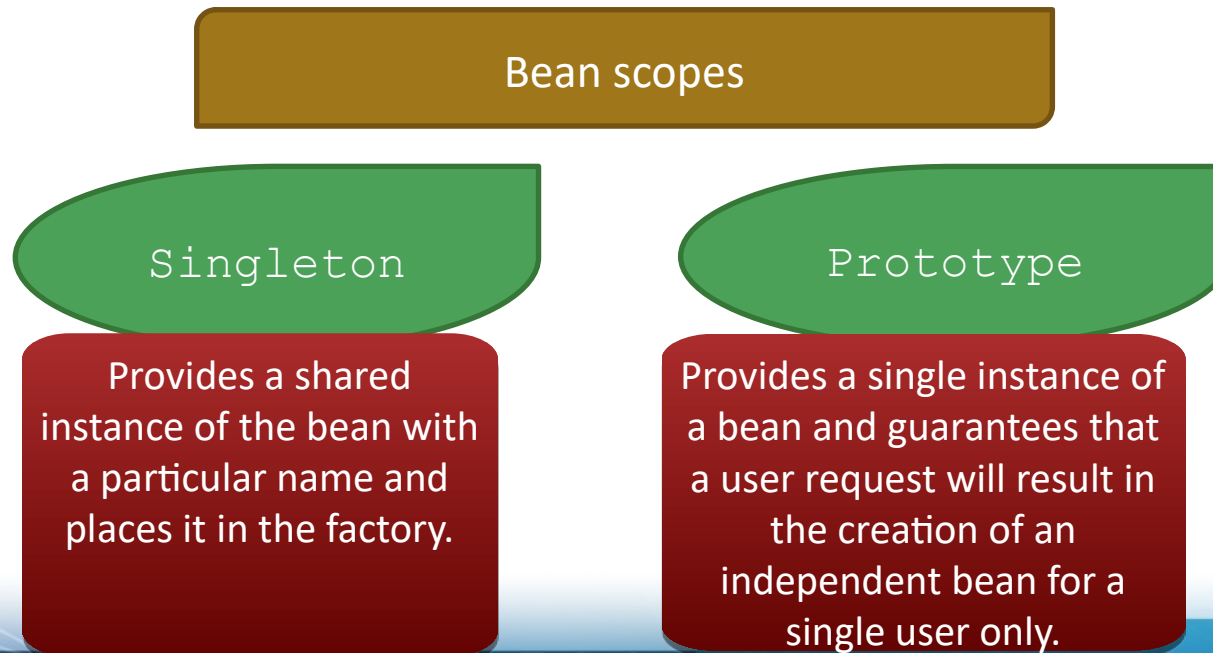 Bean scopes
Singleton
Provides a shared
instance of the bean with
a particular name and
places it in the factory.
Prototype
Provides a single instance of
a bean and guarantees that
a user request will result in
the creation of an
independent bean for a
single user only.